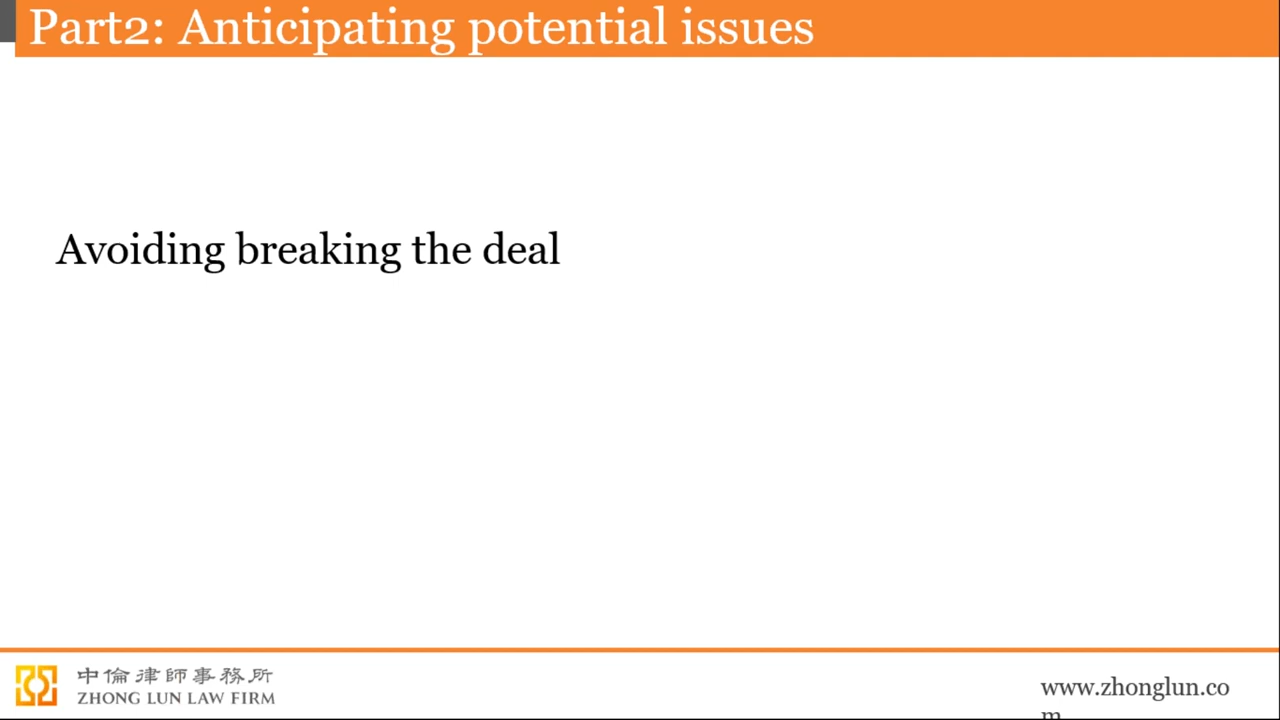 Part2: Anticipating potential issues
Avoiding breaking the deal
中倫律師事務所
ZHONG LUN LAW FIRM
www.zhonglun.co
m